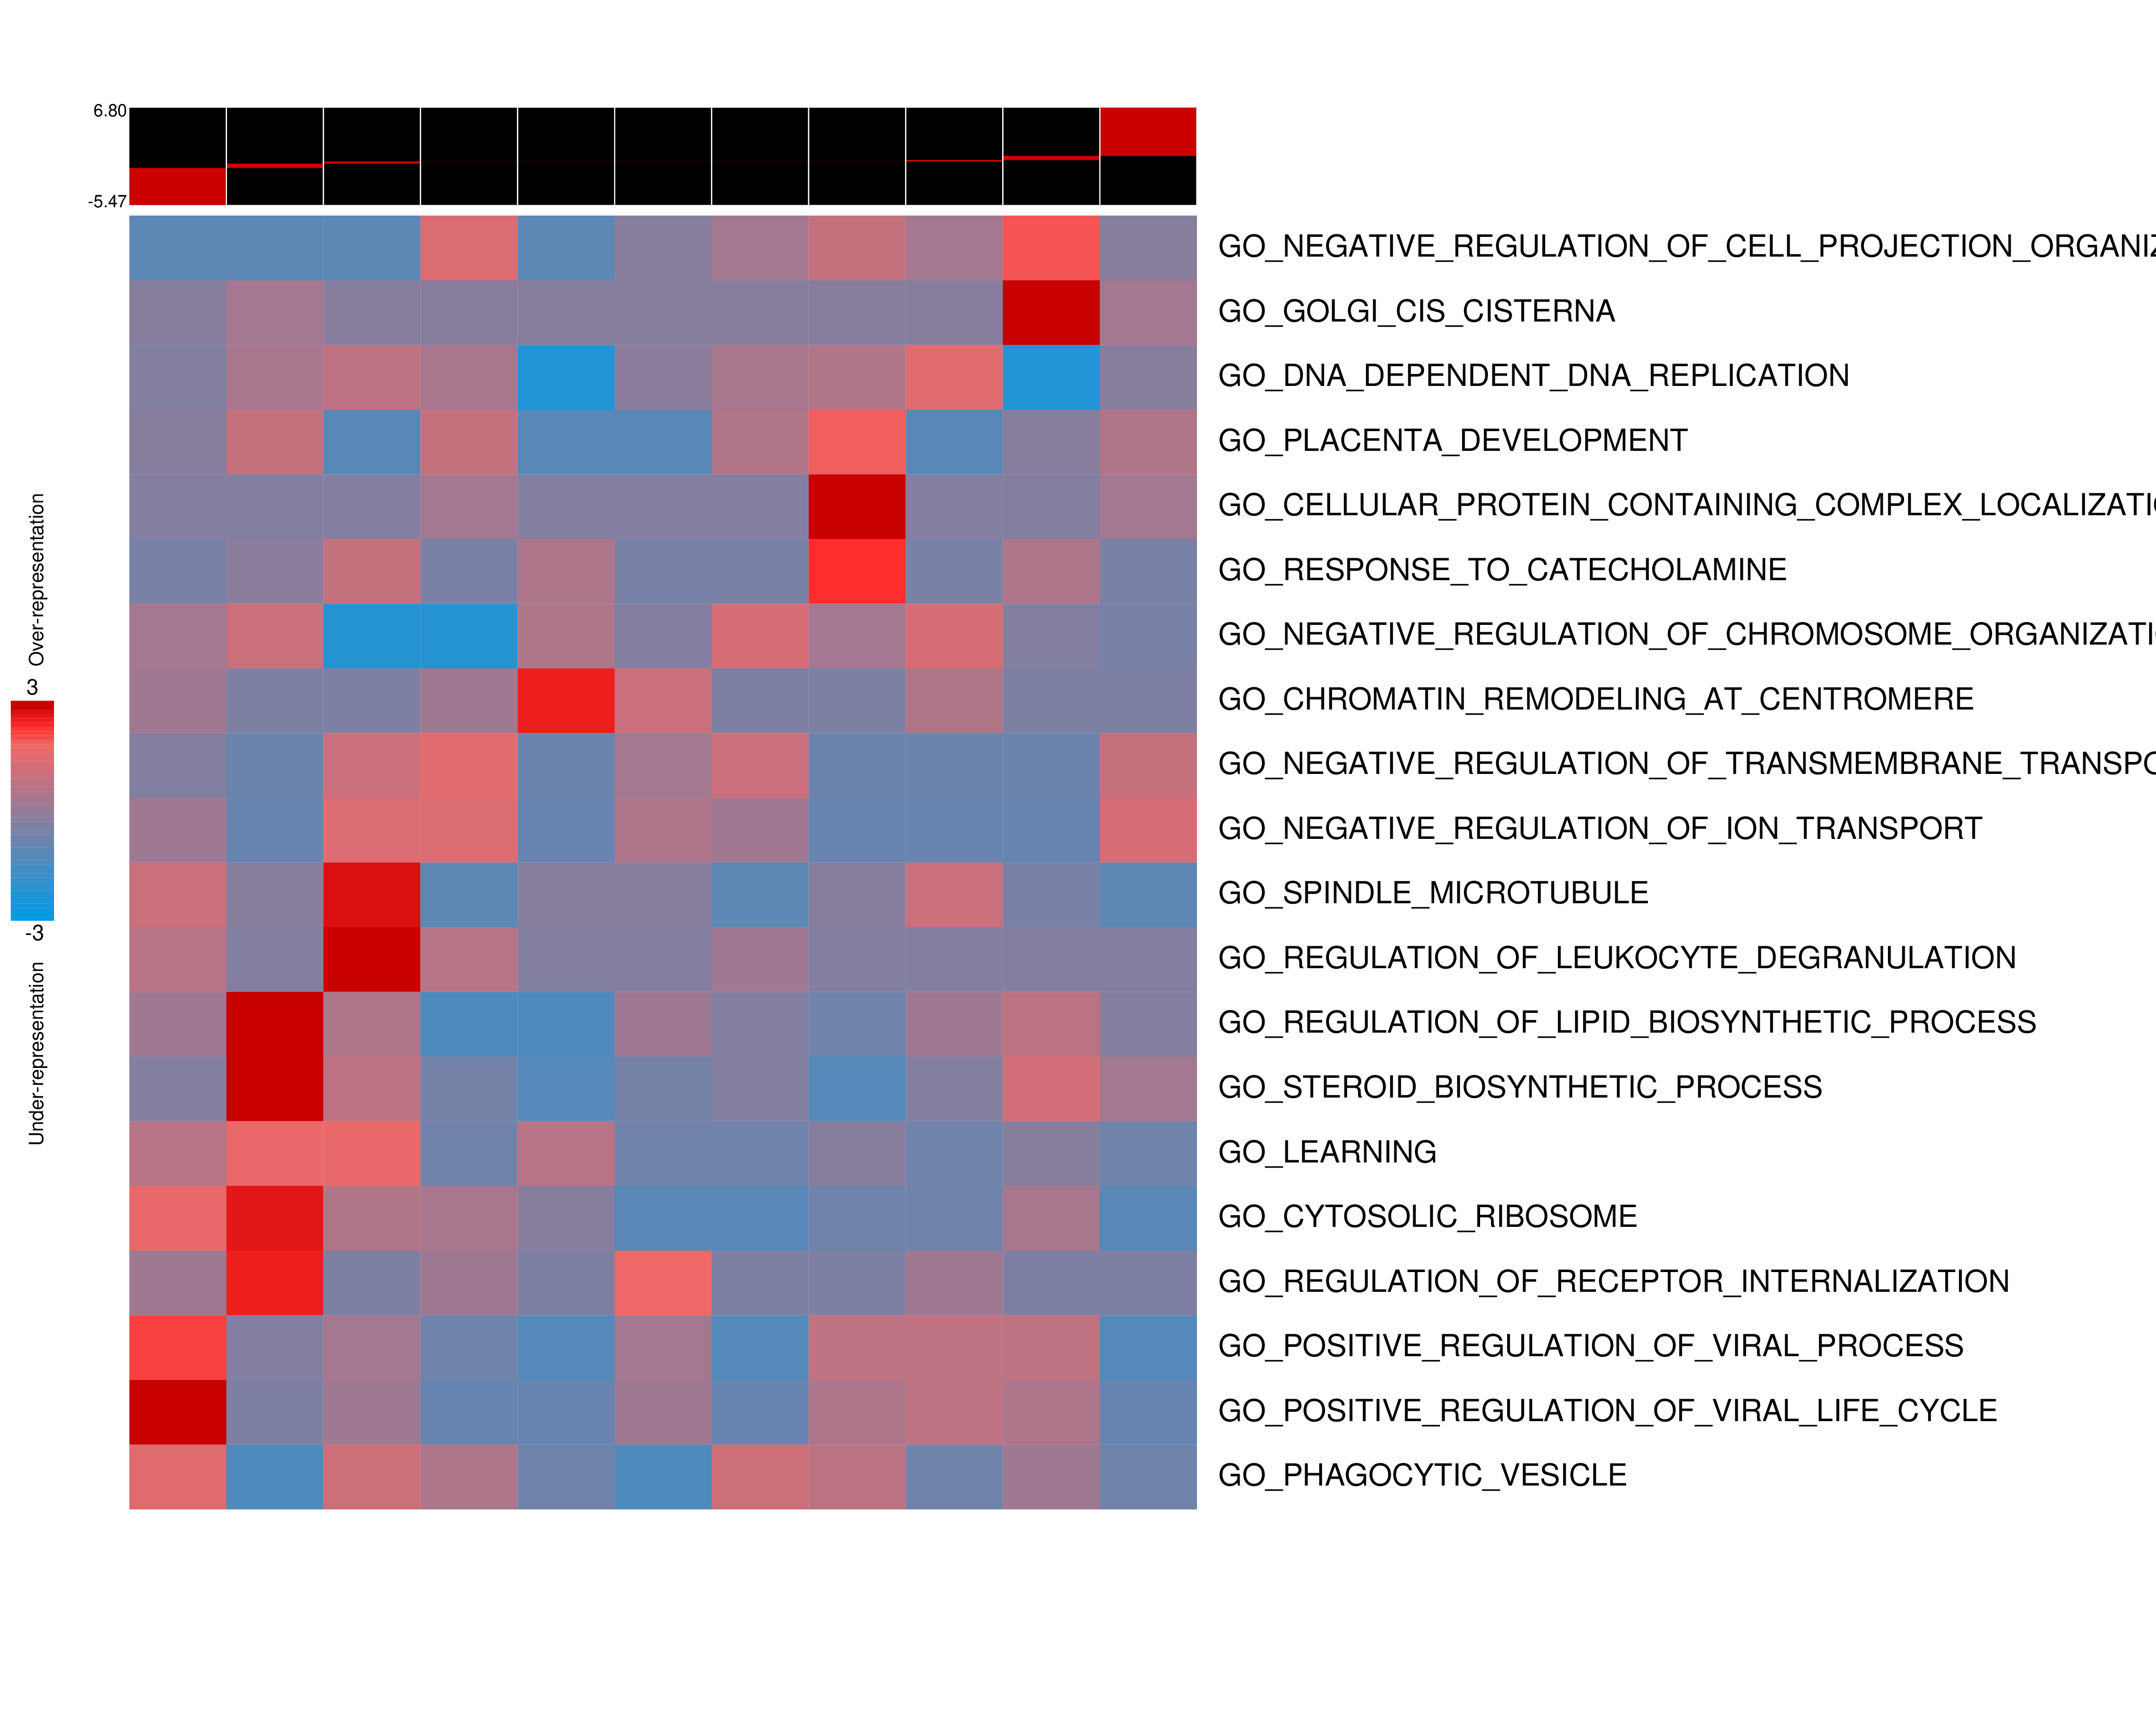 6.80
-5.47
GO_NEGATIVE_REGULATION_OF_CELL_PROJECTION_ORGANIZ
GO_GOLGI_CIS_CISTERNA
GO_DNA_DEPENDENT_DNA_REPLICATION
GO_PLACENTA_DEVELOPMENT
GO_CELLULAR_PROTEIN_CONTAINING_COMPLEX_LOCALIZATIO
GO_RESPONSE_TO_CATECHOLAMINE
GO_NEGATIVE_REGULATION_OF_CHROMOSOME_ORGANIZATI
GO_CHROMATIN_REMODELING_AT_CENTROMERE
GO_NEGATIVE_REGULATION_OF_TRANSMEMBRANE_TRANSPO
GO_NEGATIVE_REGULATION_OF_ION_TRANSPORT
GO_SPINDLE_MICROTUBULE
GO_REGULATION_OF_LEUKOCYTE_DEGRANULATION
GO_REGULATION_OF_LIPID_BIOSYNTHETIC_PROCESS
GO_STEROID_BIOSYNTHETIC_PROCESS
GO_LEARNING
GO_CYTOSOLIC_RIBOSOME
GO_REGULATION_OF_RECEPTOR_INTERNALIZATION
GO_POSITIVE_REGULATION_OF_VIRAL_PROCESS
GO_POSITIVE_REGULATION_OF_VIRAL_LIFE_CYCLE
GO_PHAGOCYTIC_VESICLE
Over-representation
3
-3
Under-representation